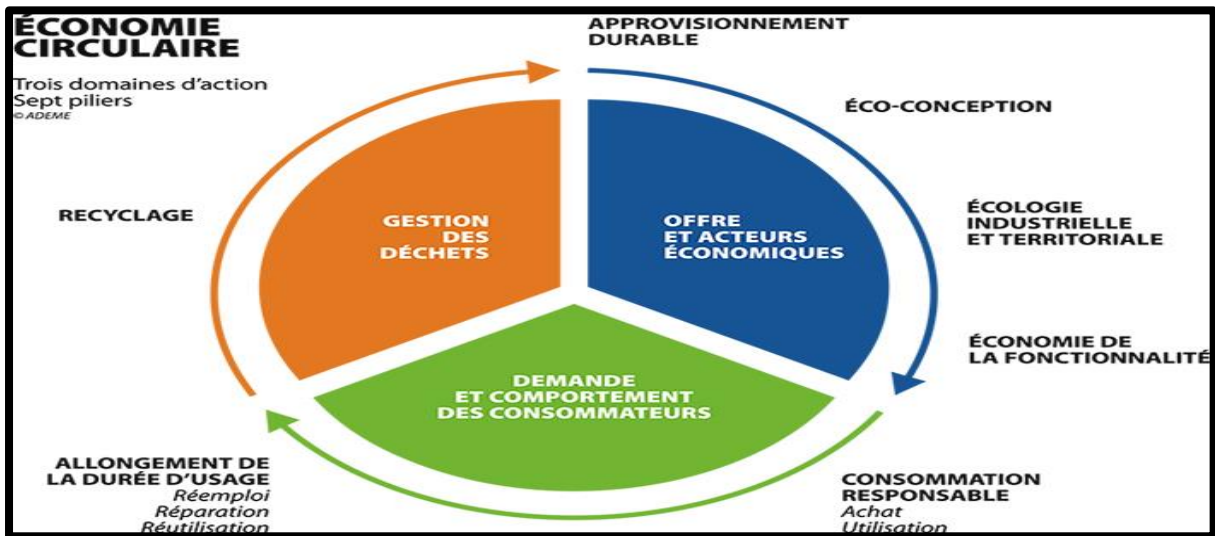 ÉCONOMIE
CIRCULAIRE
Trois domaines d'action
Sept piliers
© ADEME
APPROVISIONNEMENT
DURABLE
ÉCO-CONCEPTION
ÉCOLOGIE
INDUSTRIELLE
ET TERRITORIALE
ÉCONOMIE DE
LA FONCTIONNALITÉ
CONSOMMATION
RESPONSABLE
Achat
Utilisation
ALLONGEMENT DE
LA DURÉE D'USAGE
Réemploi
Réparation
Réutilisation
RECYCLAGE
GESTION
DES
DÉCHETS
OFFRE
ET ACTEURS
ÉCONOMIQUES
DEMANDE
ET COMPORTEMENT
DES CONSOMMATEURS